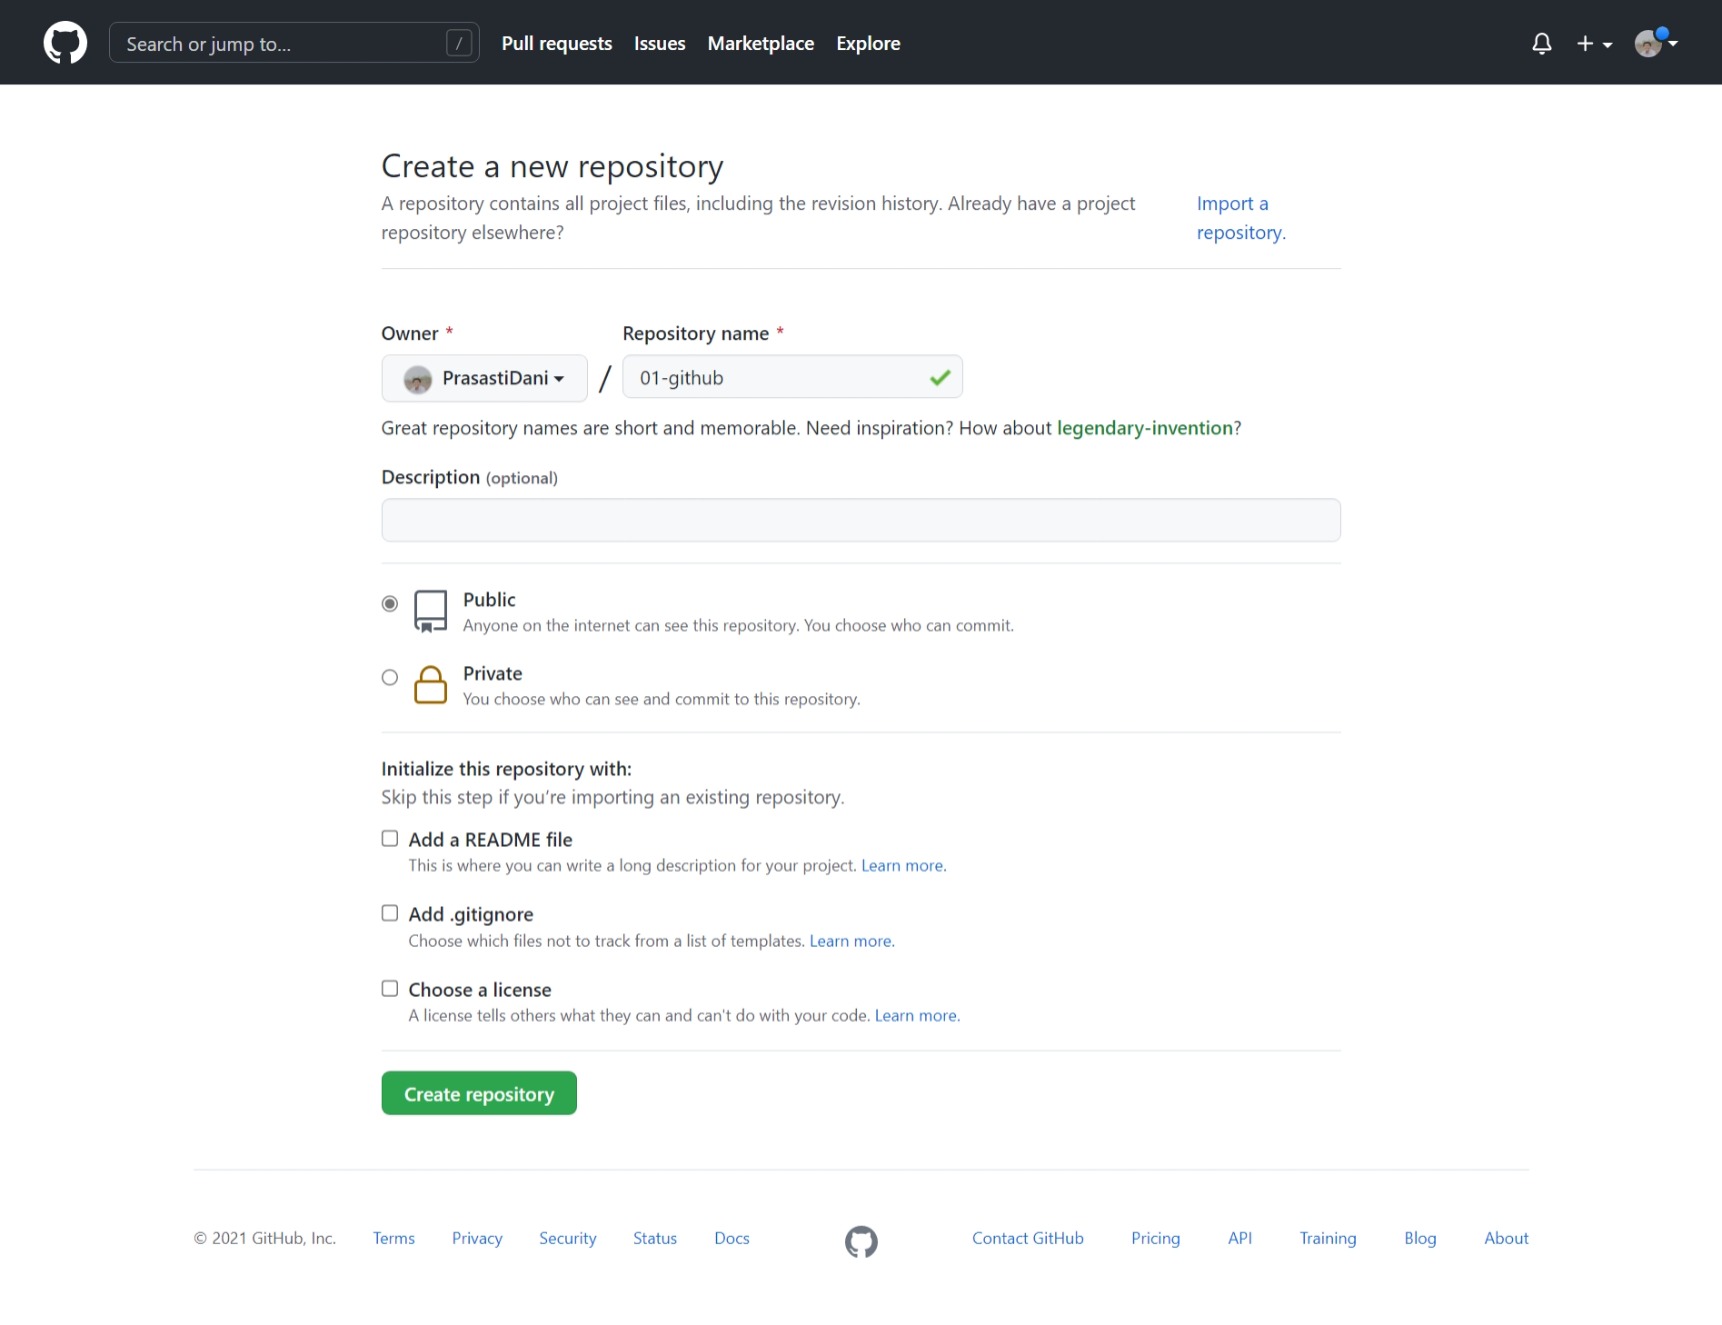 Search or jump to... /
Pull requests
Issues
Marketplace
Explore
Create a new repository
A repository contains all project files, including the revision history. Already have a project
repository elsewhere?
Import a
repository.
Owner *
Repository name *
PrasastiDani
/
01-github
Great repository names are short and memorable. Need inspiration? How about legendary-invention?
Description (optional)
Public
Anyone on the internet can see this repository. You choose who can commit.
Private
You choose who can see and commit to this repository.
Initialize this repository with:
Skip this step if you’re importing an existing repository.
Add a README file
This is where you can write a long description for your project. Learn more.
Add .gitignore
Choose which files not to track from a list of templates. Learn more.
Choose a license
A license tells others what they can and can't do with your code. Learn more.
Create repository
© 2021 GitHub, Inc.
Terms
Privacy
Security
Status
Docs
Contact GitHub
Pricing
API
Training
Blog
About